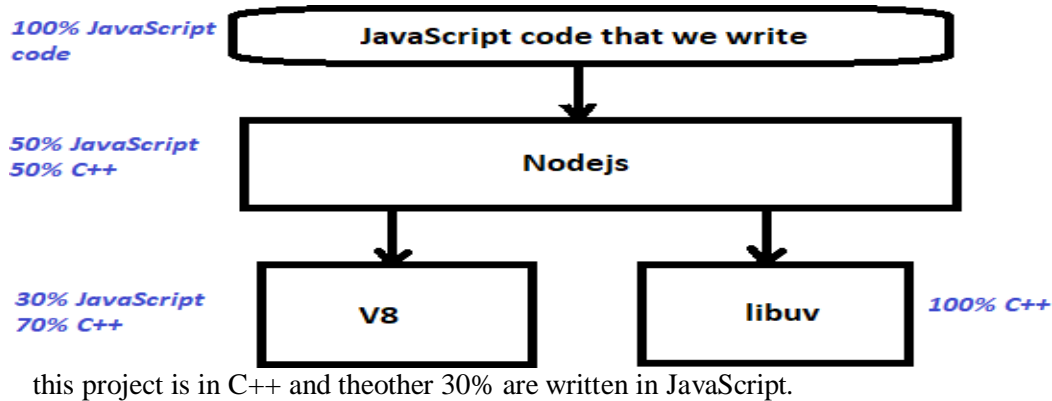 100% JavaScript
code
JavaScript code that we write
50% JavaScript
50% C++
Nodejs
30% JavaScript
70% C++
V8
libuv
100% C++
this project is in C++ and theother 30% are written in JavaScript.